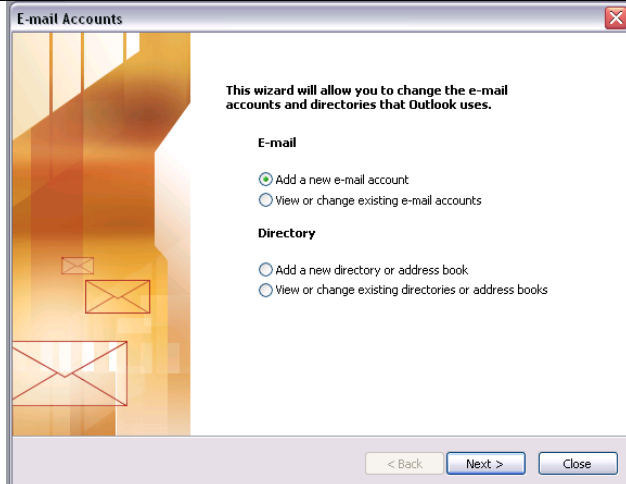 E-mail Accounts
This wizard will allow you to change the e-mail
accounts and directories that Outlook uses.
E-mail
Add a new e-mail account
View or change existing e-mail accounts
Directory
Add a new directory or address book
View or change existing directories or address books
< Back Next > Close